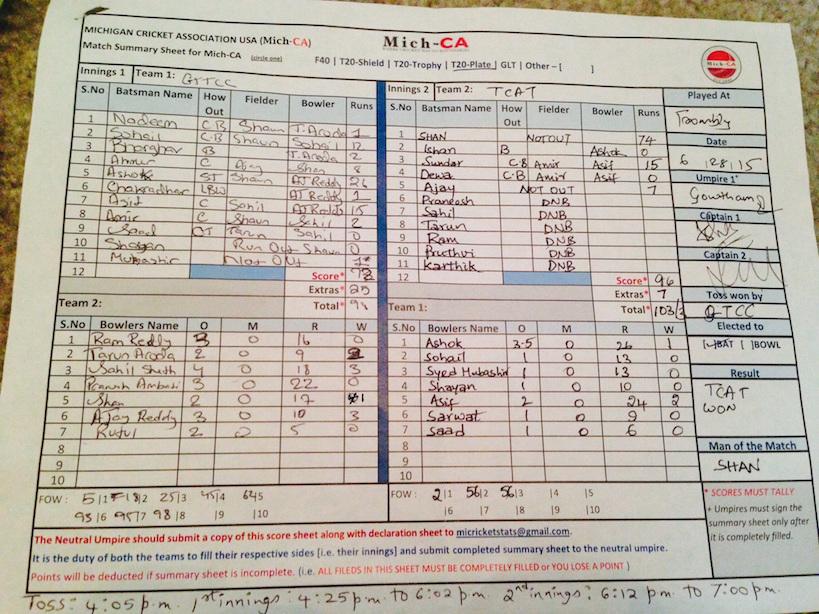 MICHIGAN CRICKET ASSOCIATION USA (Mich-CA)
Mich-CA
Match Summary Sheet for Mich-CA (circle one) F40 | T20-Shield | T20-Trophy | T20-Plate | GLT | Other – [ ]
Innings 1 Team 1: GTTCC
S.No Batsman Name How Out Fielder Bowler Runs
1 Nadeem CB Shaun T.Aroda 1
2 Sohail C.B Shaun Sahil 17
3 B T.Aroda 2
4 C Ajay Shan 8
5 Ashok ST Shain AJ Reddy 26
6 Chakradhar LBW AJ Reddy 1
7 Asif C Sahil AJ Reddy 15
8 Amir C Shaun Sahil 2
9 Saad CT Tarun Sahil 0
10 Shayan Run Out Shawn 0
11 Mubashir Not Out
12
Score*
Extras* 25
Total*
Innings 2 Team 2: TCAT
S.No Batsman Name How Out Fielder Bowler Runs
1 SHAN NOTOUT 74
2 Ishan B Ashok 0
3 Sundar C.B Amir Asif 15
4 Dewa C.B Amir Asif 0
5 Ajay NOT OUT 7
6 Praneash DNB
7 Sahil DNB
8 Tarun DNB
9 Ram DNB
10 Pruthvi DNB
11 Karthik DNB
12
Score* 96
Extras* 7
Total* 103/3
Team 2:
S.No Bowlers Name O M R W
1 Ram Reddy 3 0 16 0
2 Tarun Aroda 2 0 9
3 Sahil Sheth 4 0 18 3
4 Pranesh Ambati 3 0 22 0
5 Shan 2 0 17 1
6 Ajay Reddy 3 0 10 3
7 Rutul 2 0 5 0
8
9
10
Team 1:
S.No Bowlers Name O M R W
1 Ashok 3.5 0 26 1
2 Sohail 1 0 13 0
3 Syed Mubashir 1 0 13 0
4 Shayan 1 0 10 0
5 Asif 2 0 24 2
6 Sarwat 1 0 9 0
7 Saad 1 0 6 0
8
9
10
FOW : 5|1 18|2 25|3 45|4 64|5
93|6 95|7 98|8 |9 |10
FOW : 2|1 56|2 56|3 |4 |5
|6 |7 |8 |9 |10
Played At
Date
6 | 28 | 15
Umpire 1*
Gowtham
Captain 1
Captain 2
Toss won by
GTCC
Elected to
[✓]BAT [ ]BOWL
Result
TCAT
WON
Man of the Match
SHAN
* SCORES MUST TALLY
+ Umpires must sign the
summary sheet only after
it is completely filled.
The Neutral Umpire should submit a copy of this score sheet along with declaration sheet to micricketstats@gmail.com.
It is the duty of both the teams to fill their respective sides [i.e. their innings] and submit completed summary sheet to the neutral umpire.
Points will be deducted if summary sheet is incomplete. (i.e. ALL FILEDS IN THIS SHEET MUST BE COMPLETELY FILLED or YOU LOSE A POINT )
Toss: 4:05 p.m. 1st innings: 4:25 p.m. to 6:02 p.m. 2nd innings: 6:12 p.m to 7:00 p.m.